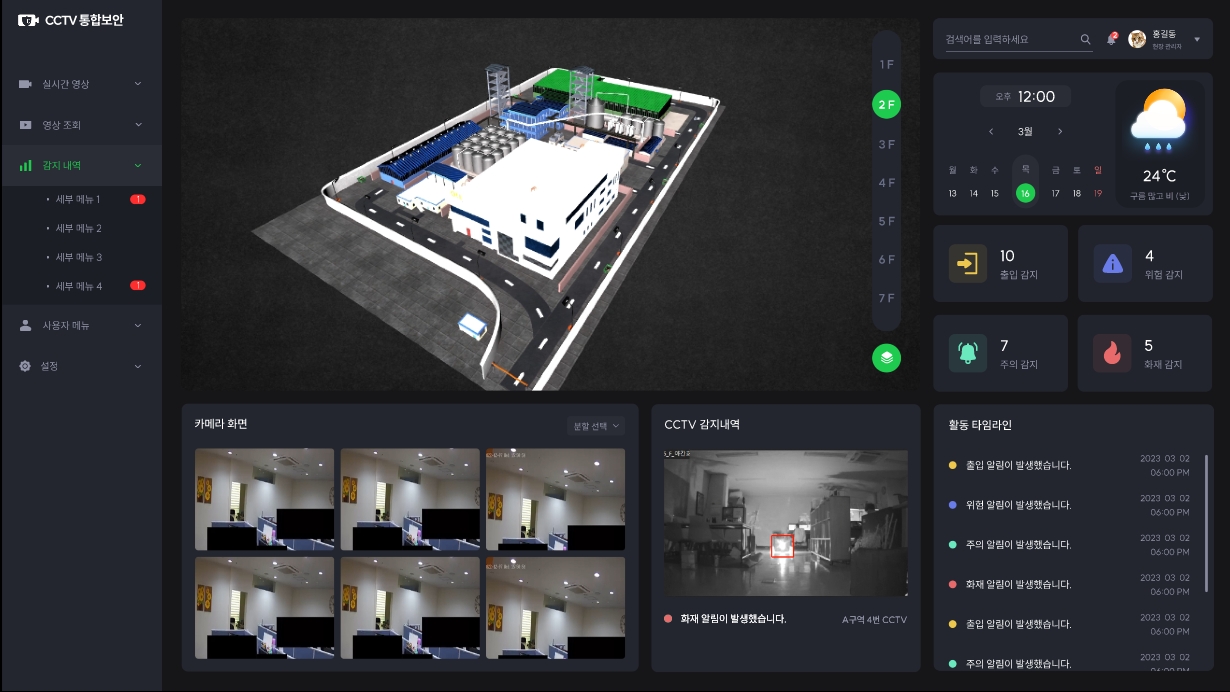 CCTV 통합보안
실시간 영상
영상 조회
감지 내역
세부 메뉴 1
1
세부 메뉴 2
세부 메뉴 3
세부 메뉴 4
1
사용자 메뉴
설정
1 F
2 F
3 F
4 F
5 F
6 F
7 F
검색어를 입력하세요
2
홍길동
현장 관리자
오후 12:00
3월
월 화 수 목 금 토 일
13 14 15 16 17 18 19
24℃
구름 많고 비 (낮)
10
출입 감지
4
위험 감지
7
주의 감지
5
화재 감지
카메라 화면
분할 선택
CCTV 감지내역
화재 알림이 발생했습니다.
A구역 4번 CCTV
활동 타임라인
출입 알림이 발생했습니다.
2023 03 02
06:00 PM
위험 알림이 발생했습니다.
2023 03 02
06:00 PM
주의 알림이 발생했습니다.
2023 03 02
06:00 PM
화재 알림이 발생했습니다.
2023 03 02
06:00 PM
출입 알림이 발생했습니다.
2023 03 02
06:00 PM
주의 알림이 발생했습니다.
2023 03 02
06:00 PM